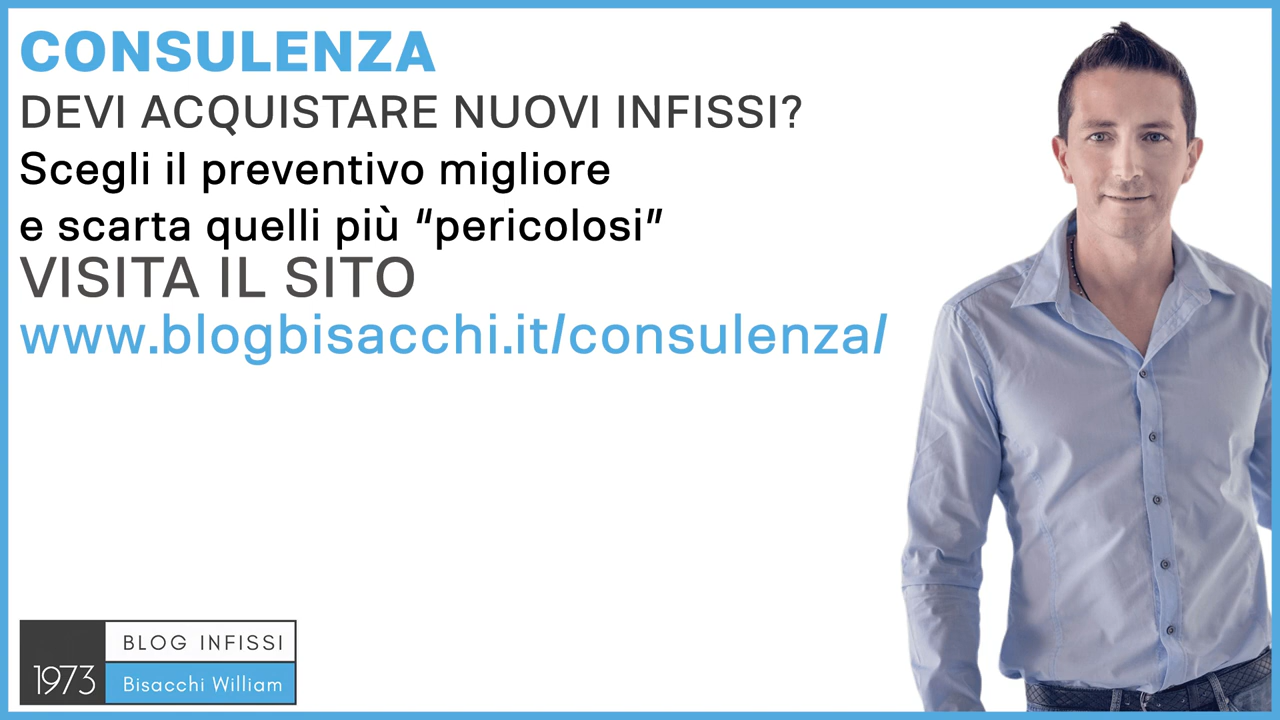 CONSULENZA
DEVI ACQUISTARE NUOVI INFISSI?
Scegli il preventivo migliore
e scarta quelli più “pericolosi”
VISITA IL SITO
www.blogbisacchi.it/consulenza/
1973
BLOG INFISSI
Bisacchi William